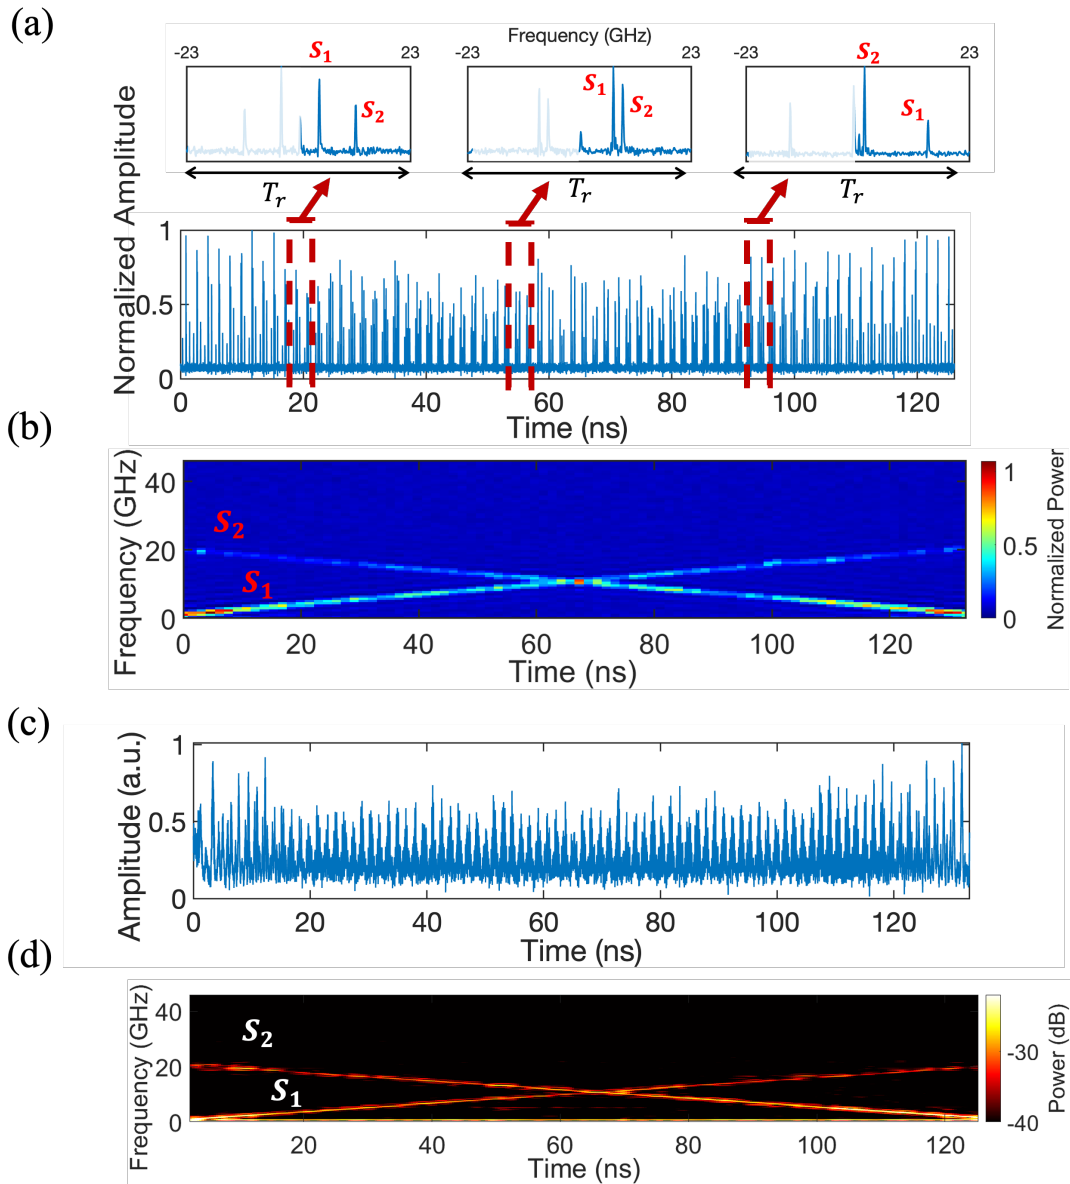 (a)
Frequency (GHz)
-23 23 -23 23 -23 23
S1 S2 S1 S2 S2 S1
Tr Tr Tr
Normalized Amplitude
1
0.5
0
0 20 40 60 80 100 120
Time (ns)
(b)
Frequency (GHz)
40
20
0
S2
S1
0 20 40 60 80 100 120
Time (ns)
1
0.5
0
Normalized Power
(c)
Amplitude (a.u.)
1
0.5
0
0 20 40 60 80 100 120
Time (ns)
(d)
Frequency (GHz)
40
20
0
S2
S1
20 40 60 80 100 120
Time (ns)
-30
-40
Power (dB)